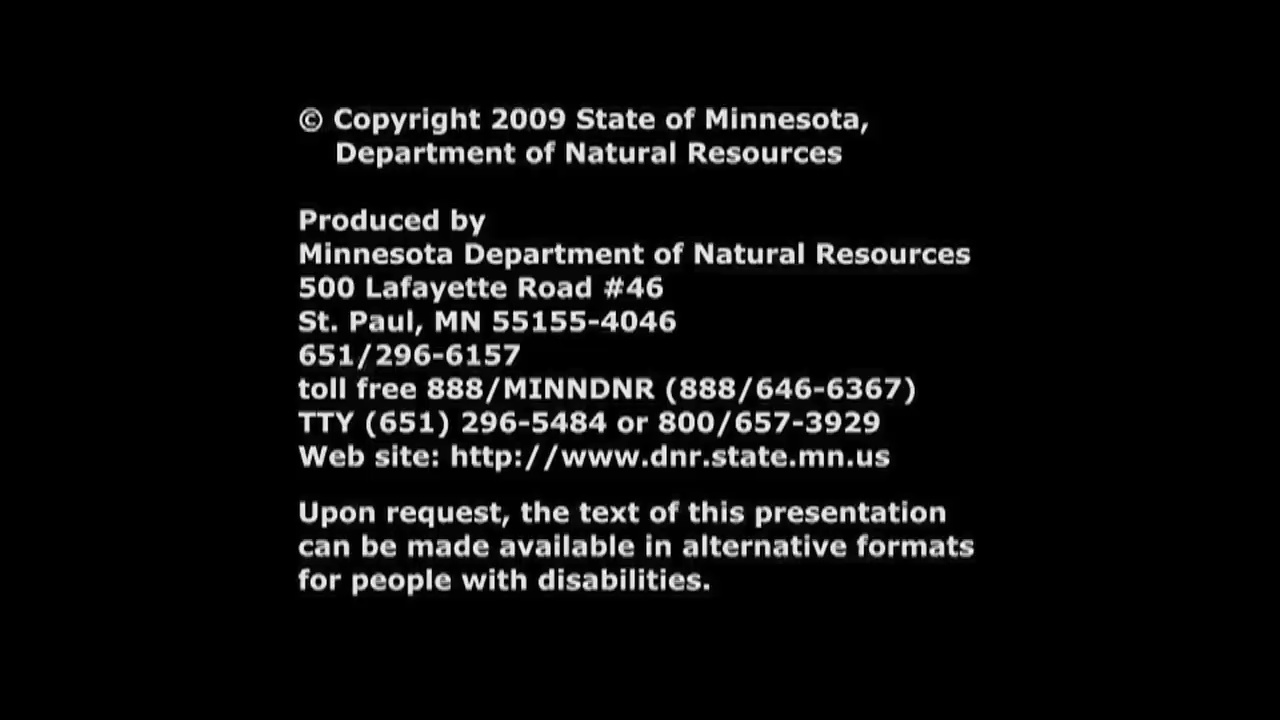 © Copyright 2009 State of Minnesota,
Department of Natural Resources
Produced by
Minnesota Department of Natural Resources
500 Lafayette Road #46
St. Paul, MN 55155-4046
651/296-6157
toll free 888/MINNDNR (888/646-6367)
TTY (651) 296-5484 or 800/657-3929
Web site: http://www.dnr.state.mn.us
Upon request, the text of this presentation
can be made available in alternative formats
for people with disabilities.